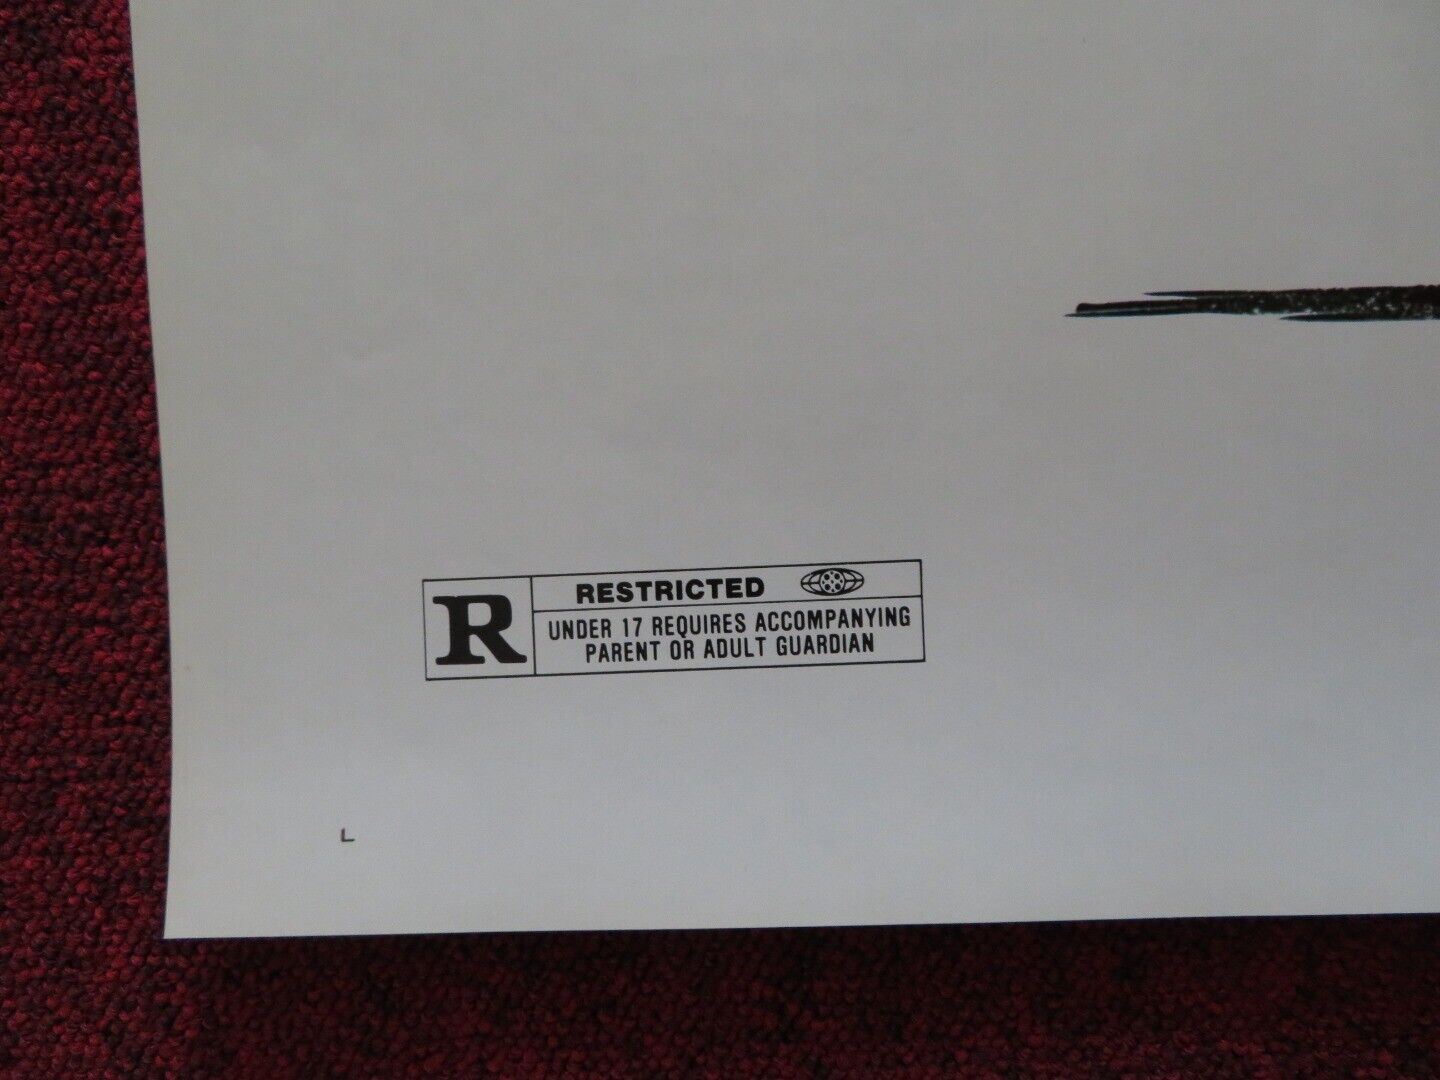 R
RESTRICTED
UNDER 17 REQUIRES ACCOMPANYING
PARENT OR ADULT GUARDIAN
L